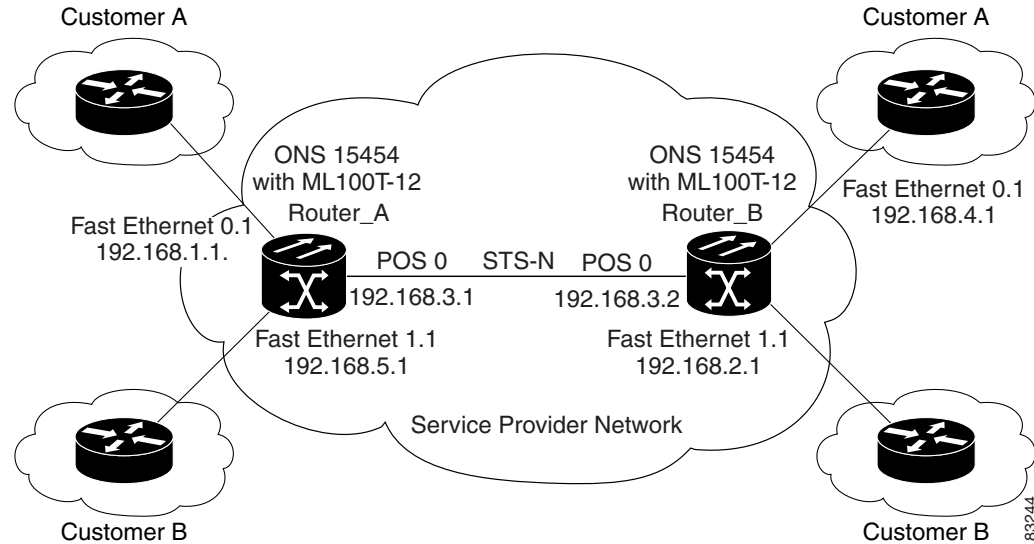 Customer A
Customer A
ONS 15454
with ML100T-12
Router_A
ONS 15454
with ML100T-12
Router_B
Fast Ethernet 0.1
192.168.1.1.
Fast Ethernet 0.1
192.168.4.1
POS 0
STS-N
POS 0
192.168.3.1
192.168.3.2
Fast Ethernet 1.1
192.168.5.1
Fast Ethernet 1.1
192.168.2.1
Service Provider Network
Customer B
Customer B
83244